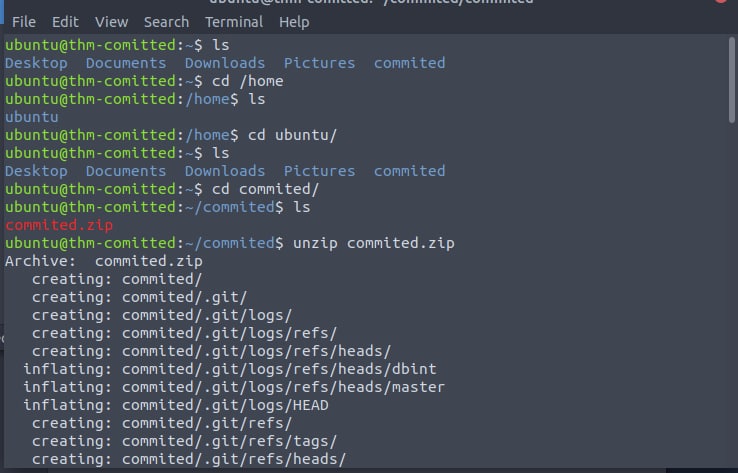 ubuntu@thm-comitted: ~/commited/commited
File Edit View Search Terminal Help
ubuntu@thm-comitted:~$ ls
Desktop Documents Downloads Pictures commited
ubuntu@thm-comitted:~$ cd /home
ubuntu@thm-comitted:/home$ ls
ubuntu
ubuntu@thm-comitted:/home$ cd ubuntu/
ubuntu@thm-comitted:~$ ls
Desktop Documents Downloads Pictures commited
ubuntu@thm-comitted:~$ cd commited/
ubuntu@thm-comitted:~/commited$ ls
commited.zip
ubuntu@thm-comitted:~/commited$ unzip commited.zip
Archive: commited.zip
creating: commited/
creating: commited/.git/
creating: commited/.git/logs/
creating: commited/.git/logs/refs/
creating: commited/.git/logs/refs/heads/
inflating: commited/.git/logs/refs/heads/dbint
inflating: commited/.git/logs/refs/heads/master
inflating: commited/.git/logs/HEAD
creating: commited/.git/refs/
creating: commited/.git/refs/tags/
creating: commited/.git/refs/heads/